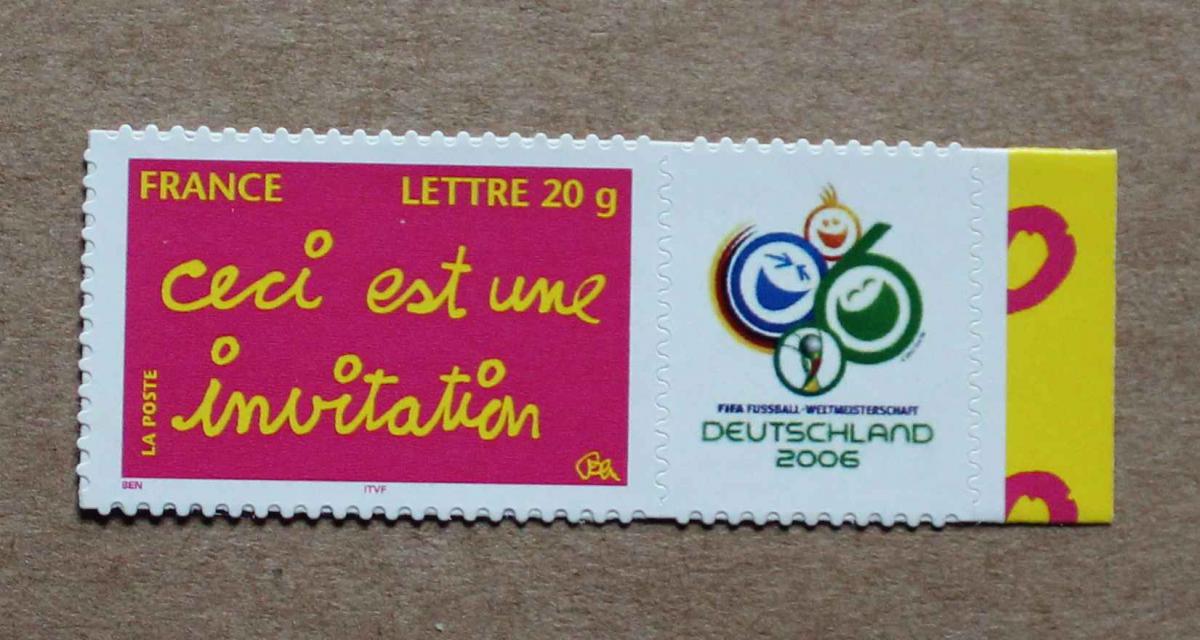 FRANCE LETTRE 20 g
ceci est une
invitation
LA POSTE
Ben
BEN ITVF
FIFA FUSSBALL-WELTMEISTERSCHAFT
DEUTSCHLAND
2006